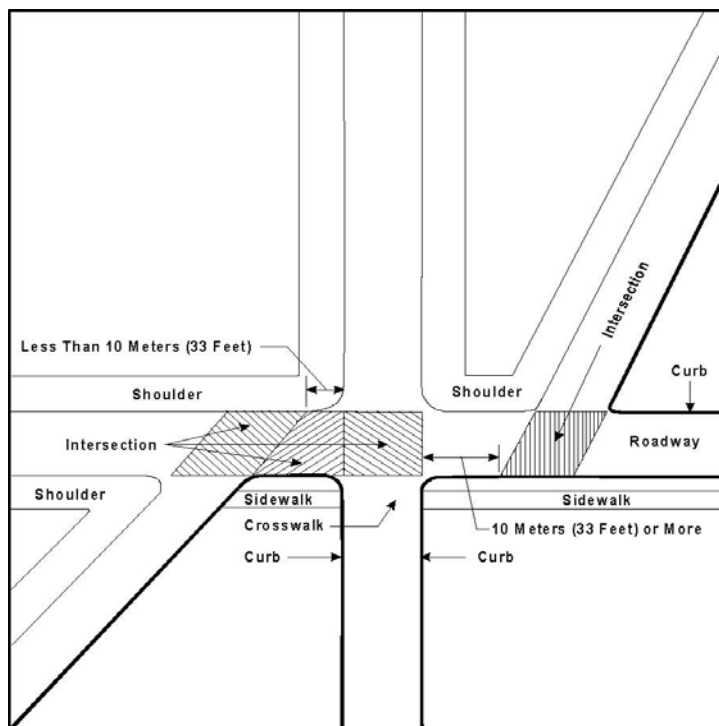 Intersection
Less Than 10 Meters (33 Feet)
Curb
Shoulder
Shoulder
Intersection
Roadway
Shoulder
Sidewalk
Sidewalk
Crosswalk
10 Meters (33 Feet) or More
Curb
Curb